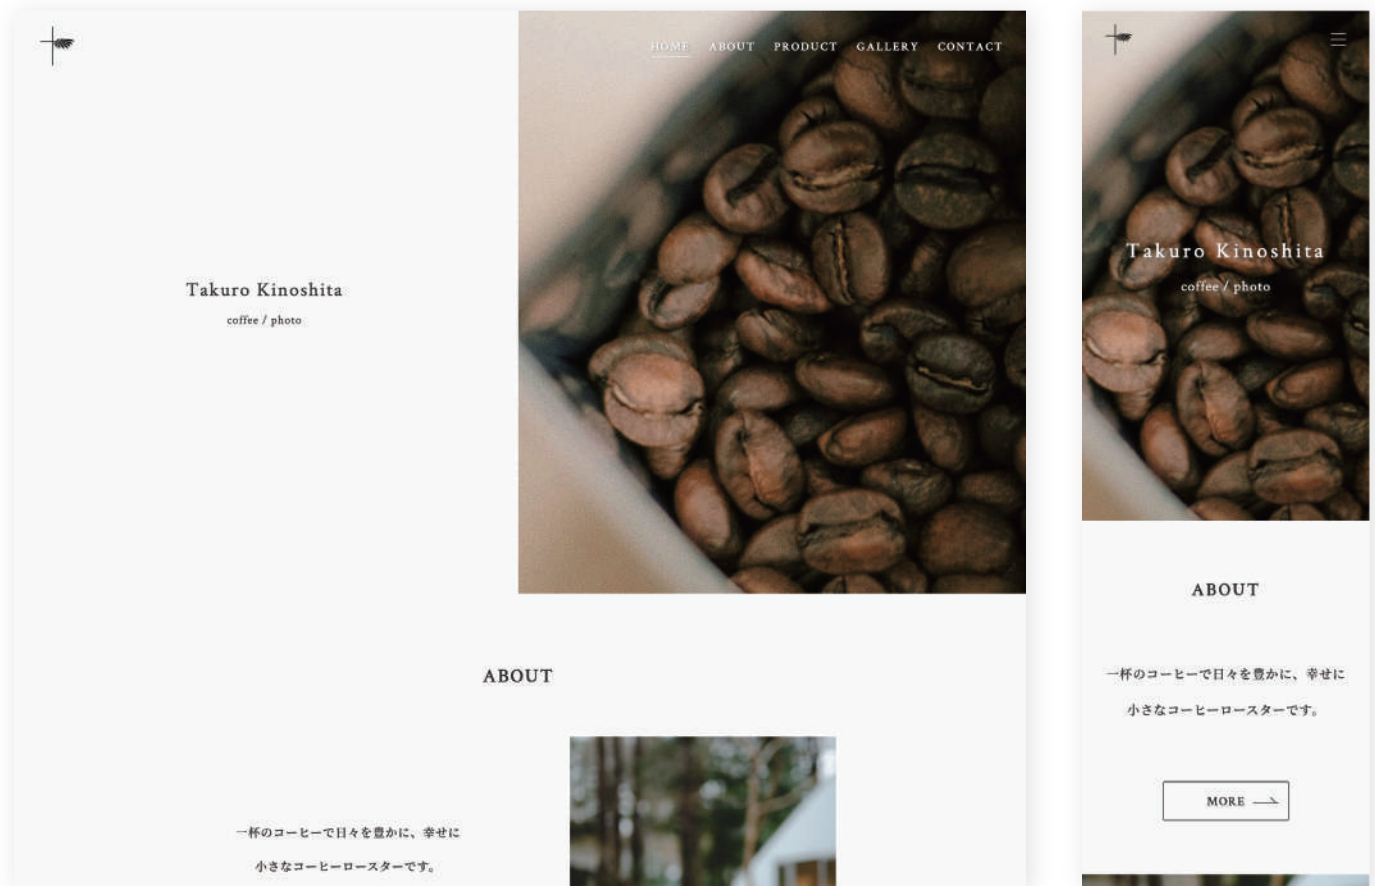 HOME ABOUT PRODUCT GALLERY CONTACT
Takuro Kinoshita
coffee / photo
ABOUT
一杯のコーヒーで日々を豊かに、幸せに
小さなコーヒーロースターです。
Takuro Kinoshita
coffee / photo
ABOUT
一杯のコーヒーで日々を豊かに、幸せに
小さなコーヒーロースターです。
MORE